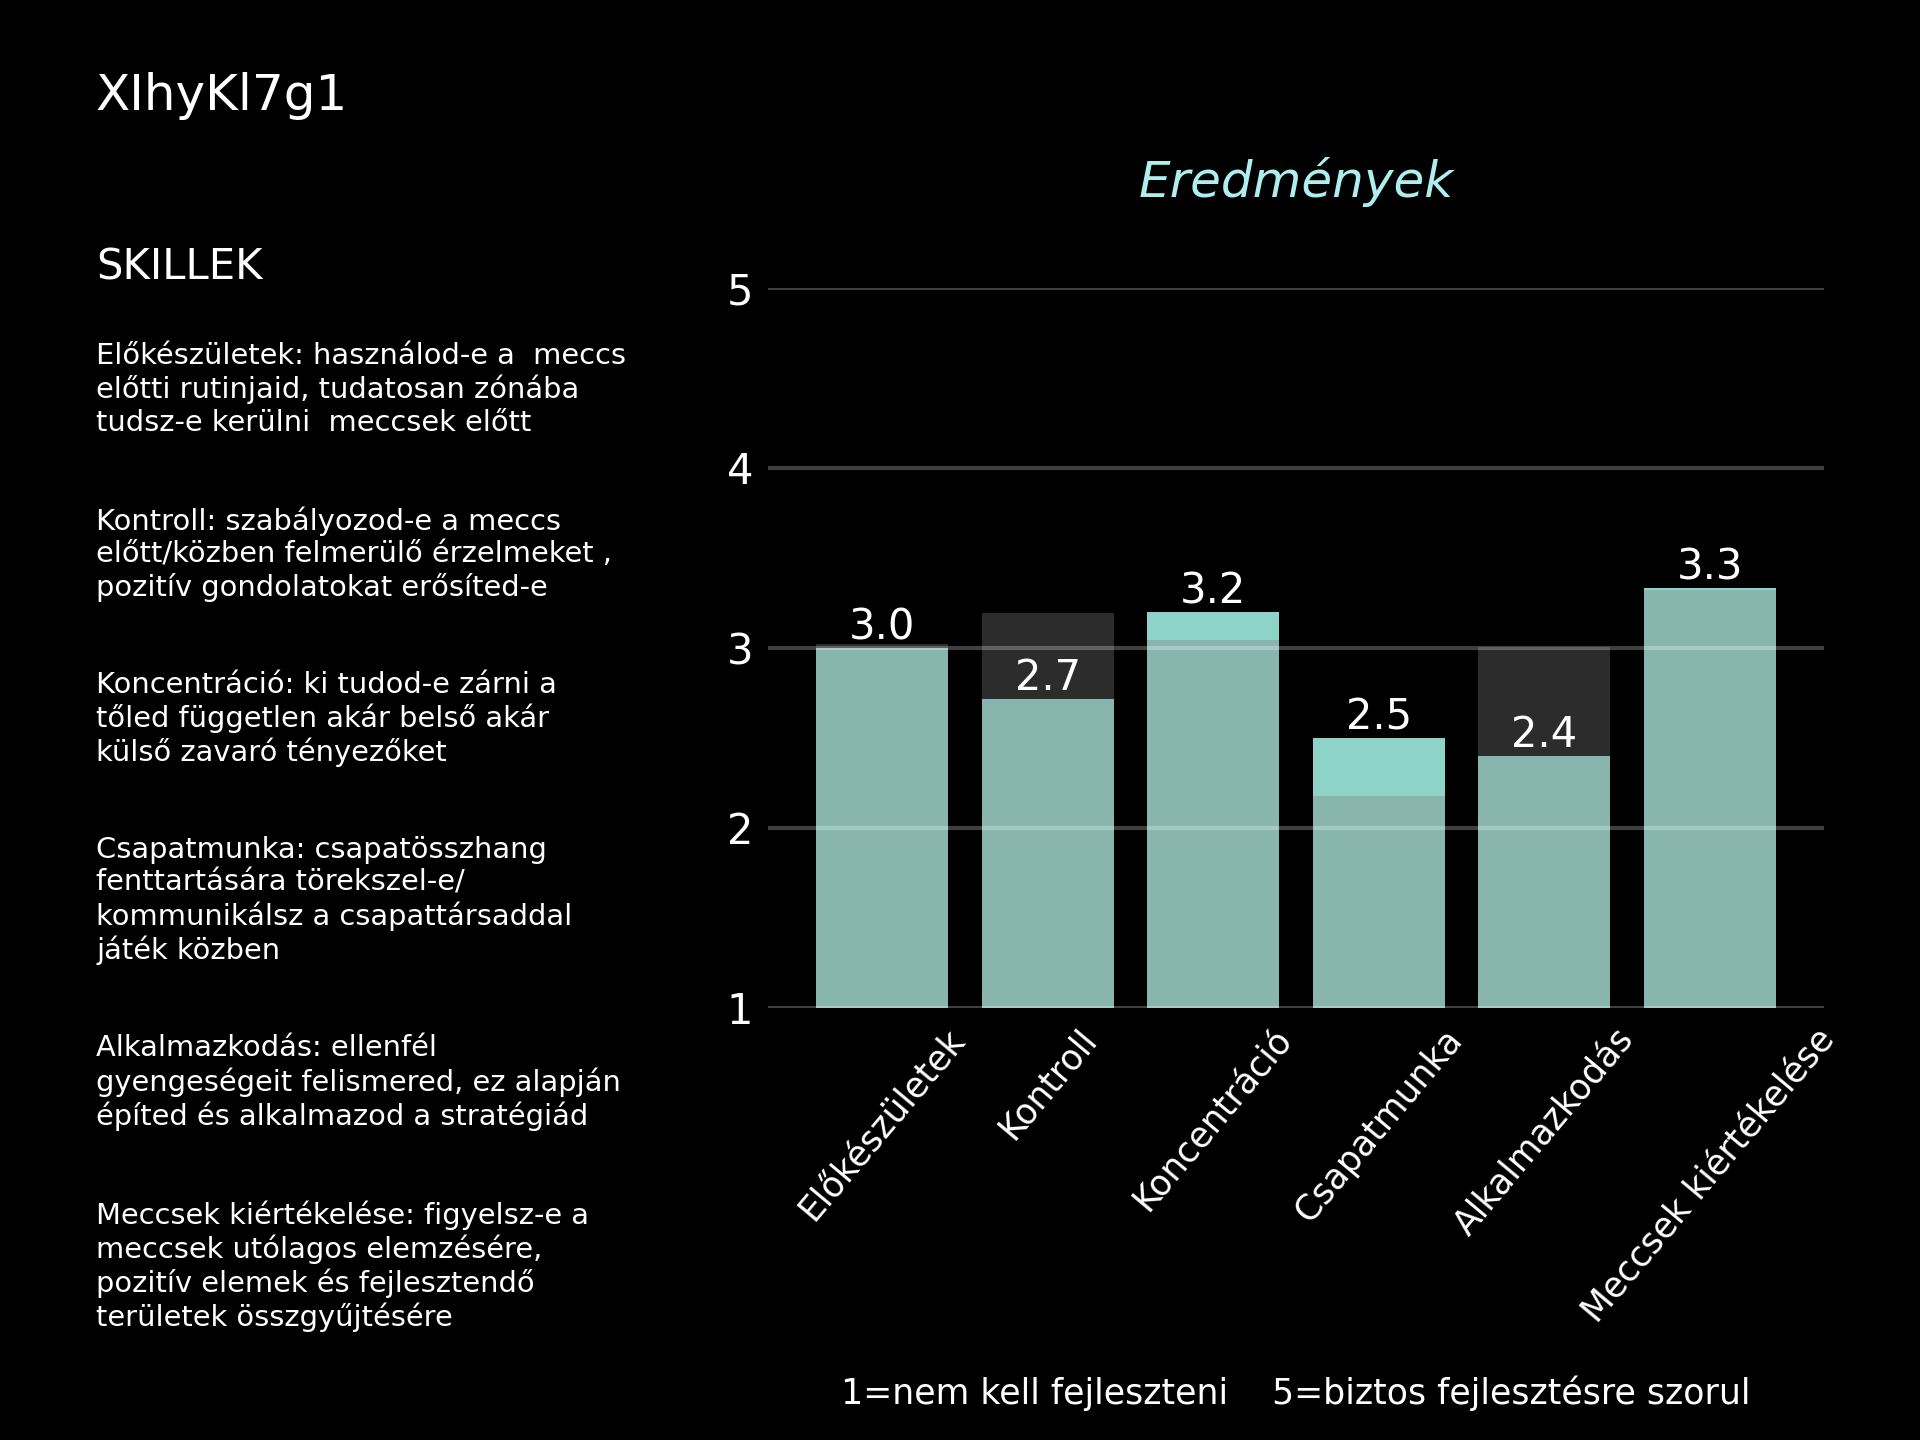 XIhyKl7g1
Eredmények
SKILLEK
Előkészületek: használod-e a  meccs
előtti rutinjaid, tudatosan zónába
tudsz-e kerülni  meccsek előtt
Kontroll: szabályozod-e a meccs
előtt/közben felmerülő érzelmeket ,
pozitív gondolatokat erősíted-e
Koncentráció: ki tudod-e zárni a
tőled független akár belső akár
külső zavaró tényezőket
Csapatmunka: csapatösszhang
fenttartására törekszel-e/
kommunikálsz a csapattársaddal
játék közben
Alkalmazkodás: ellenfél
gyengeségeit felismered, ez alapján
építed és alkalmazod a stratégiád
Meccsek kiértékelése: figyelsz-e a
meccsek utólagos elemzésére,
pozitív elemek és fejlesztendő
területek összgyűjtésére
5
4
3
2
1
3.0
2.7
3.2
2.5
2.4
3.3
Előkészületek
Kontroll
Koncentráció
Csapatmunka
Alkalmazkodás
Meccsek kiértékelése
1=nem kell fejleszteni    5=biztos fejlesztésre szorul